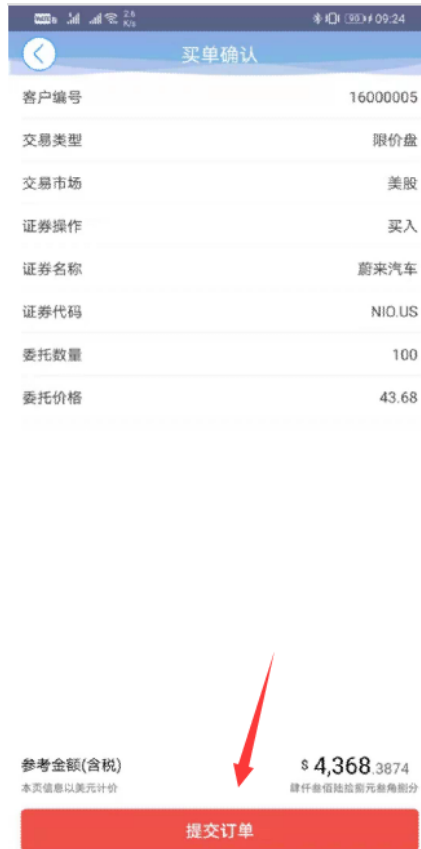 26
K/s
90
09:24
买单确认
客户编号 16000005
交易类型 限价盘
交易市场 美股
证券操作 买入
证券名称 蔚来汽车
证券代码 NIO.US
委托数量 100
委托价格 43.68
参考金额(含税) $ 4,368.3874
本页信息以美元计价 肆仟叁佰陆拾捌元叁角捌分
提交订单